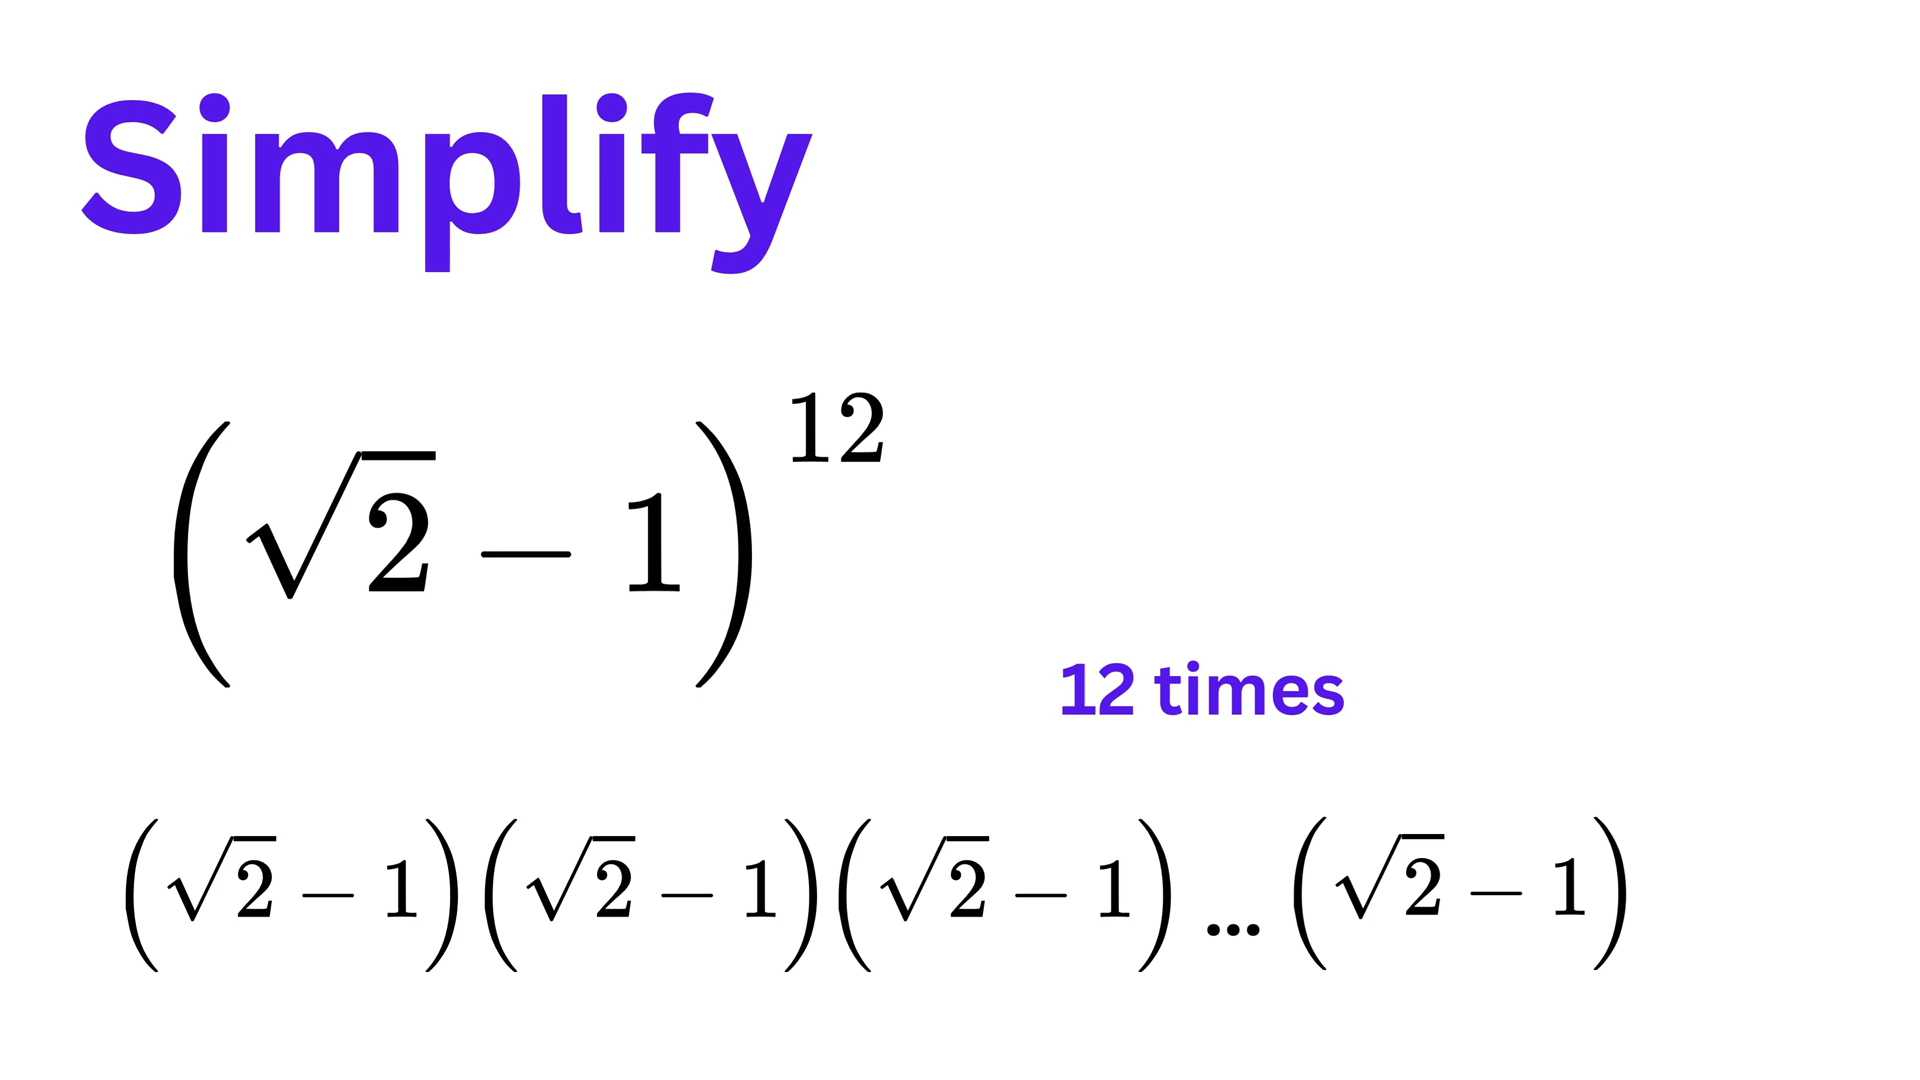 Simplify
(√2 − 1)¹²
12 times
(√2 − 1)(√2 − 1)(√2 − 1) ... (√2 − 1)